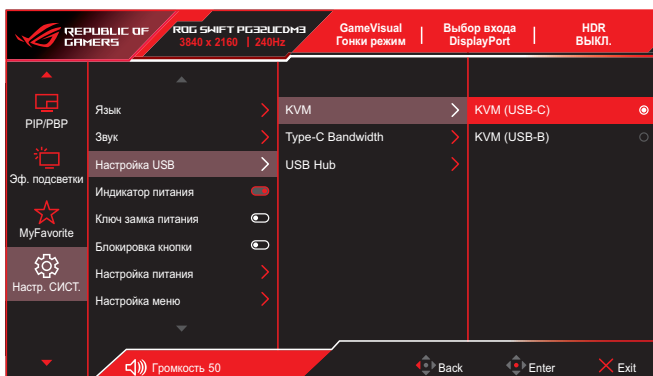 REPUBLIC OF
GAMERS
ROG SWIFT PG32UCDM3
3840 x 2160 | 240Hz
GameVisual
Гонки режим
Выбор входа
DisplayPort
HDR
ВЫКЛ.
PIP/PBP
Эф. подсветки
MyFavorite
Настр. СИСТ.
Язык
Звук
Настройка USB
Индикатор питания
Ключ замка питания
Блокировка кнопки
Настройка питания
Настройка меню
KVM
Type-C Bandwidth
USB Hub
KVM (USB-C)
KVM (USB-B)
Громкость 50
Back
Enter
Exit